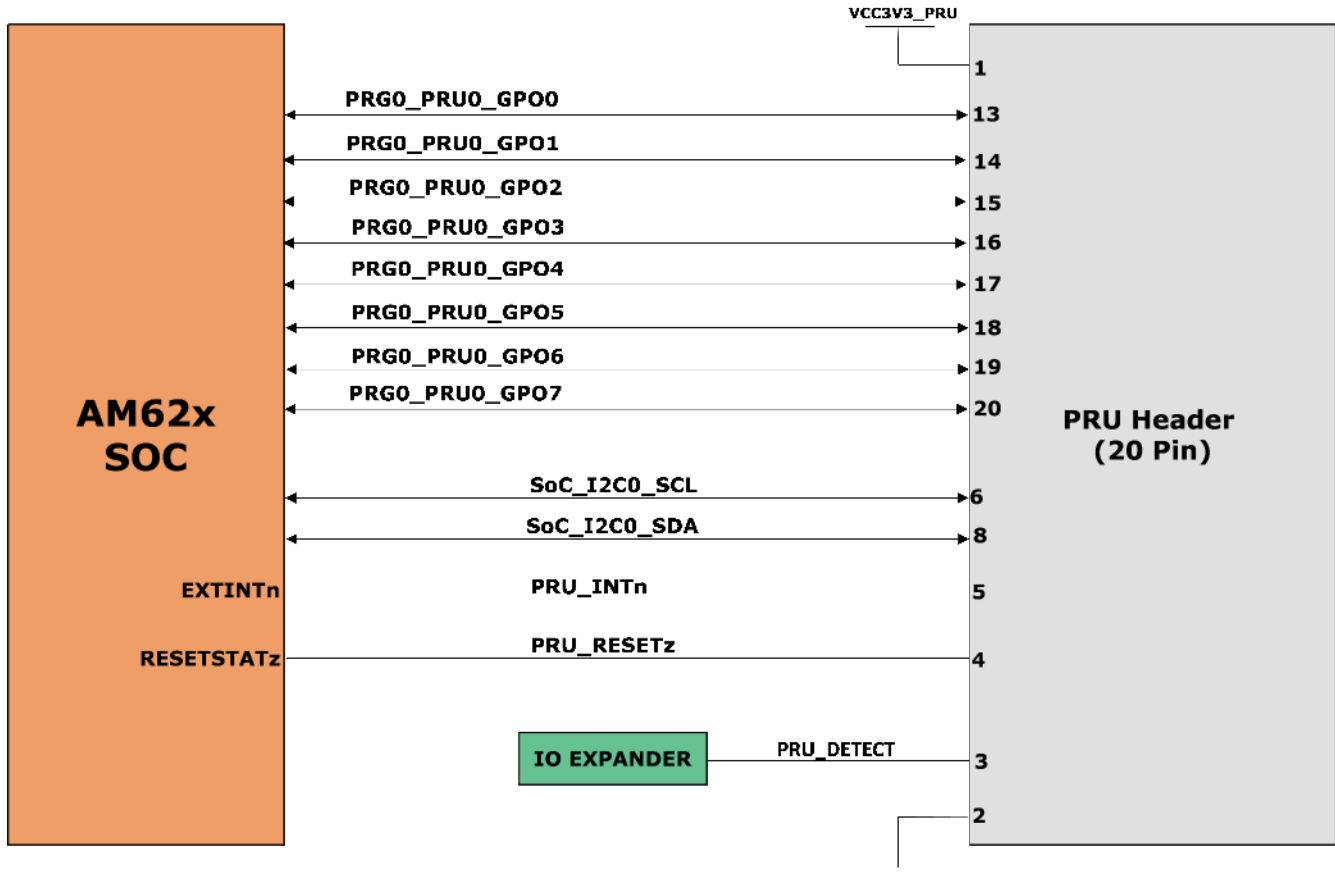 VCC3V3_PRU
1
PRG0_PRU0_GPO0
13
PRG0_PRU0_GPO1
14
PRG0_PRU0_GPO2
15
PRG0_PRU0_GPO3
16
PRG0_PRU0_GPO4
17
PRG0_PRU0_GPO5
18
PRG0_PRU0_GPO6
19
PRG0_PRU0_GPO7
20
AM62x
SOC
PRU Header
(20 Pin)
SoC_I2C0_SCL
6
SoC_I2C0_SDA
8
EXTINTn
PRU_INTn
5
RESETSTATz
PRU_RESETz
4
IO EXPANDER
PRU_DETECT
3
2